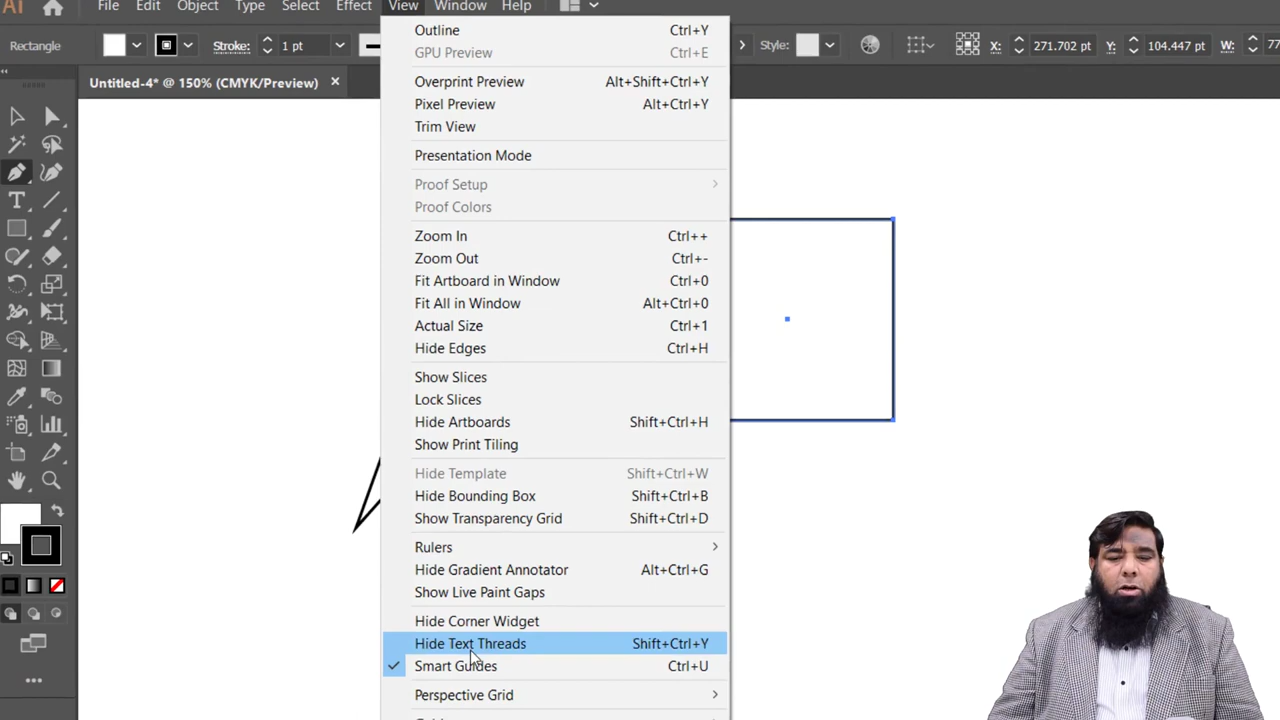 Ai File Object Type Select Effect View Window Help
Rectangle Stroke: 1 pt Style: X: 271.702 pt Y: 104.447 pt W: 77
Untitled-4* @ 150% (CMYK/Preview) ×
Outline Ctrl+Y
GPU Preview Ctrl+E
Overprint Preview Alt+Shift+Ctrl+Y
Pixel Preview Alt+Ctrl+Y
Trim View
Presentation Mode
Proof Setup
Proof Colors
Zoom In Ctrl++
Zoom Out Ctrl+-
Fit Artboard in Window Ctrl+0
Fit All in Window Alt+Ctrl+0
Actual Size Ctrl+1
Hide Edges Ctrl+H
Show Slices
Lock Slices
Hide Artboards Shift+Ctrl+H
Show Print Tiling
Hide Template Shift+Ctrl+W
Hide Bounding Box Shift+Ctrl+B
Show Transparency Grid Shift+Ctrl+D
Rulers
Hide Gradient Annotator Alt+Ctrl+G
Show Live Paint Gaps
Hide Corner Widget
Hide Text Threads Shift+Ctrl+Y
Smart Guides Ctrl+U
Perspective Grid